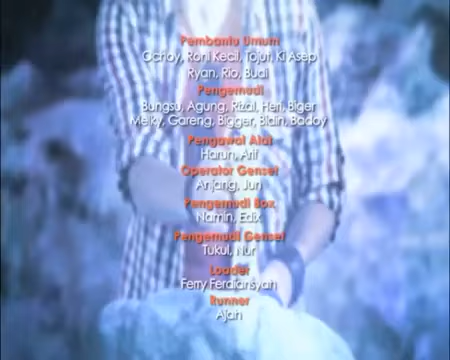 Pembantu Umum
Ochoy, Roni Kecil, Tojut, Ki Asep
Ryan, Rio, Budi
Pengemudi
Bungsu, Agung, Rizal, Heri, Biger
Melky, Gareng, Bigger, Blain, Badoy
Pengawal Alat
Harun, Arif
Operator Genset
Anjang, Jun
Pengemudi Box
Namin, Edix
Pengemudi Genset
Tukul, Nur
Loader
Ferry Ferdiansyah
Runner
Ajah